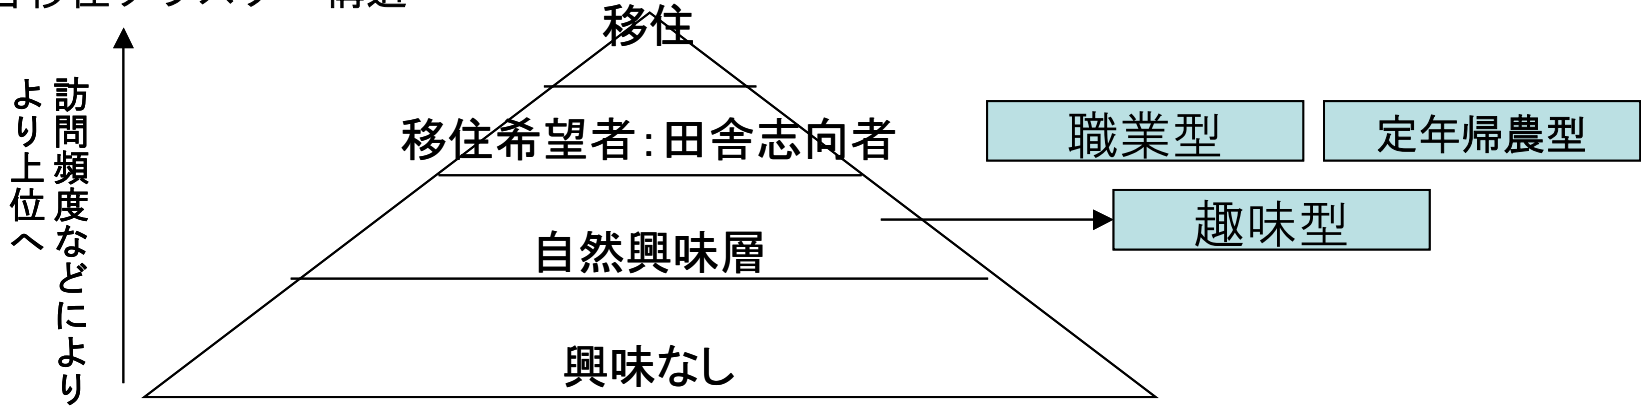 移住
移住希望者：田舎志向者
自然興味層
興味なし
訪問頻度などにより
より上位へ
職業型
定年帰農型
趣味型